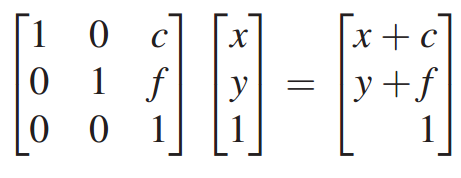 [1 0 c] [x] [x + c]
[0 1 f] [y] = [y + f]
[0 0 1] [1] [1]